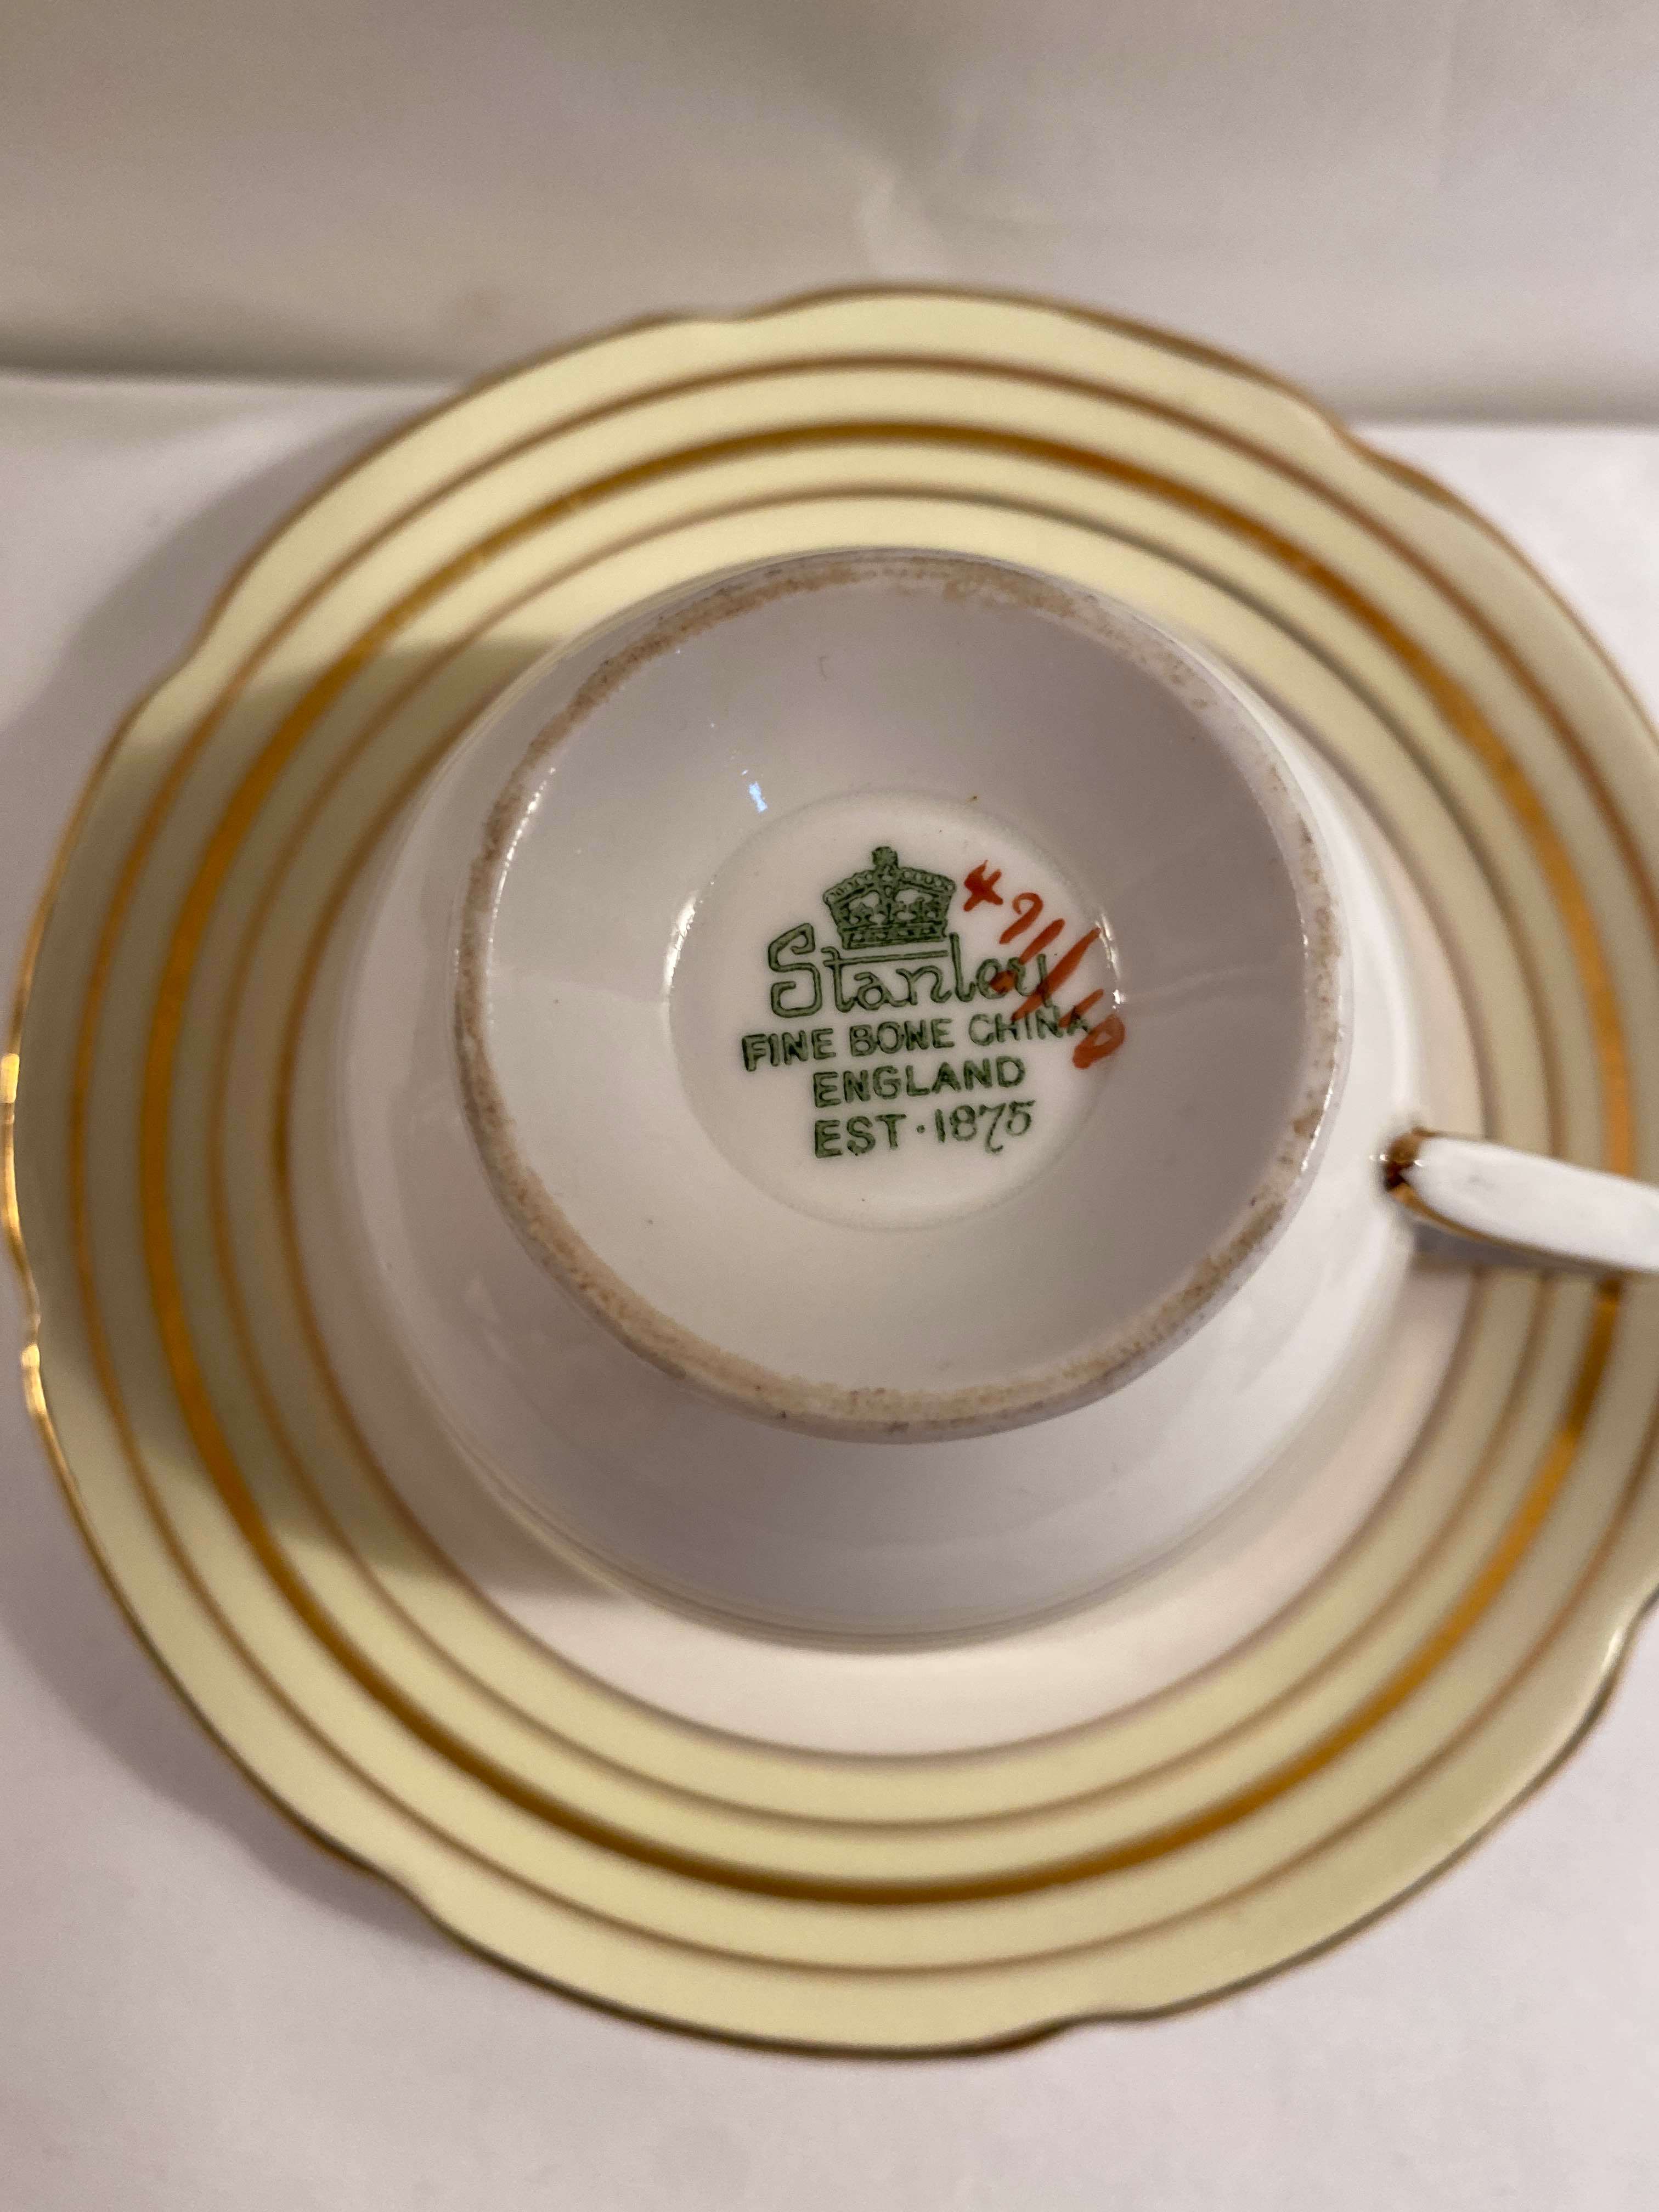 Stanley
FINE BONE CHINA
ENGLAND
EST·1875